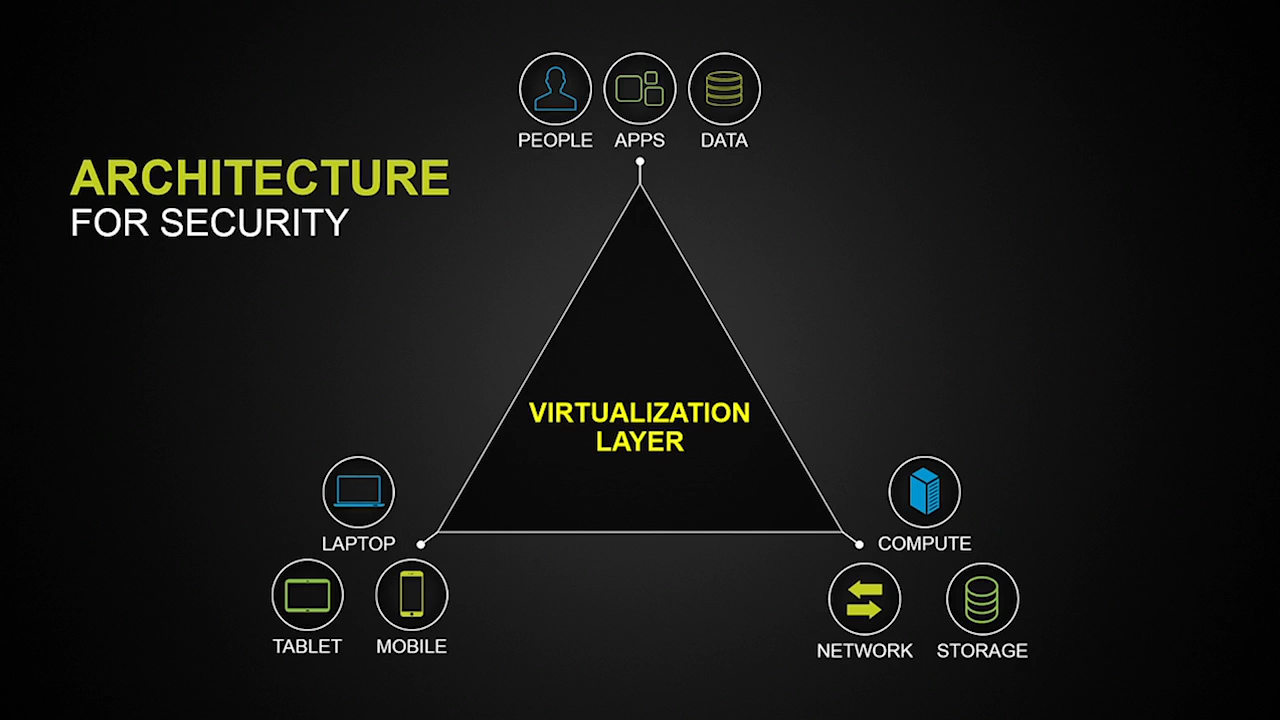 PEOPLE APPS DATA
ARCHITECTURE
FOR SECURITY
VIRTUALIZATION
LAYER
LAPTOP
COMPUTE
TABLET MOBILE
NETWORK STORAGE